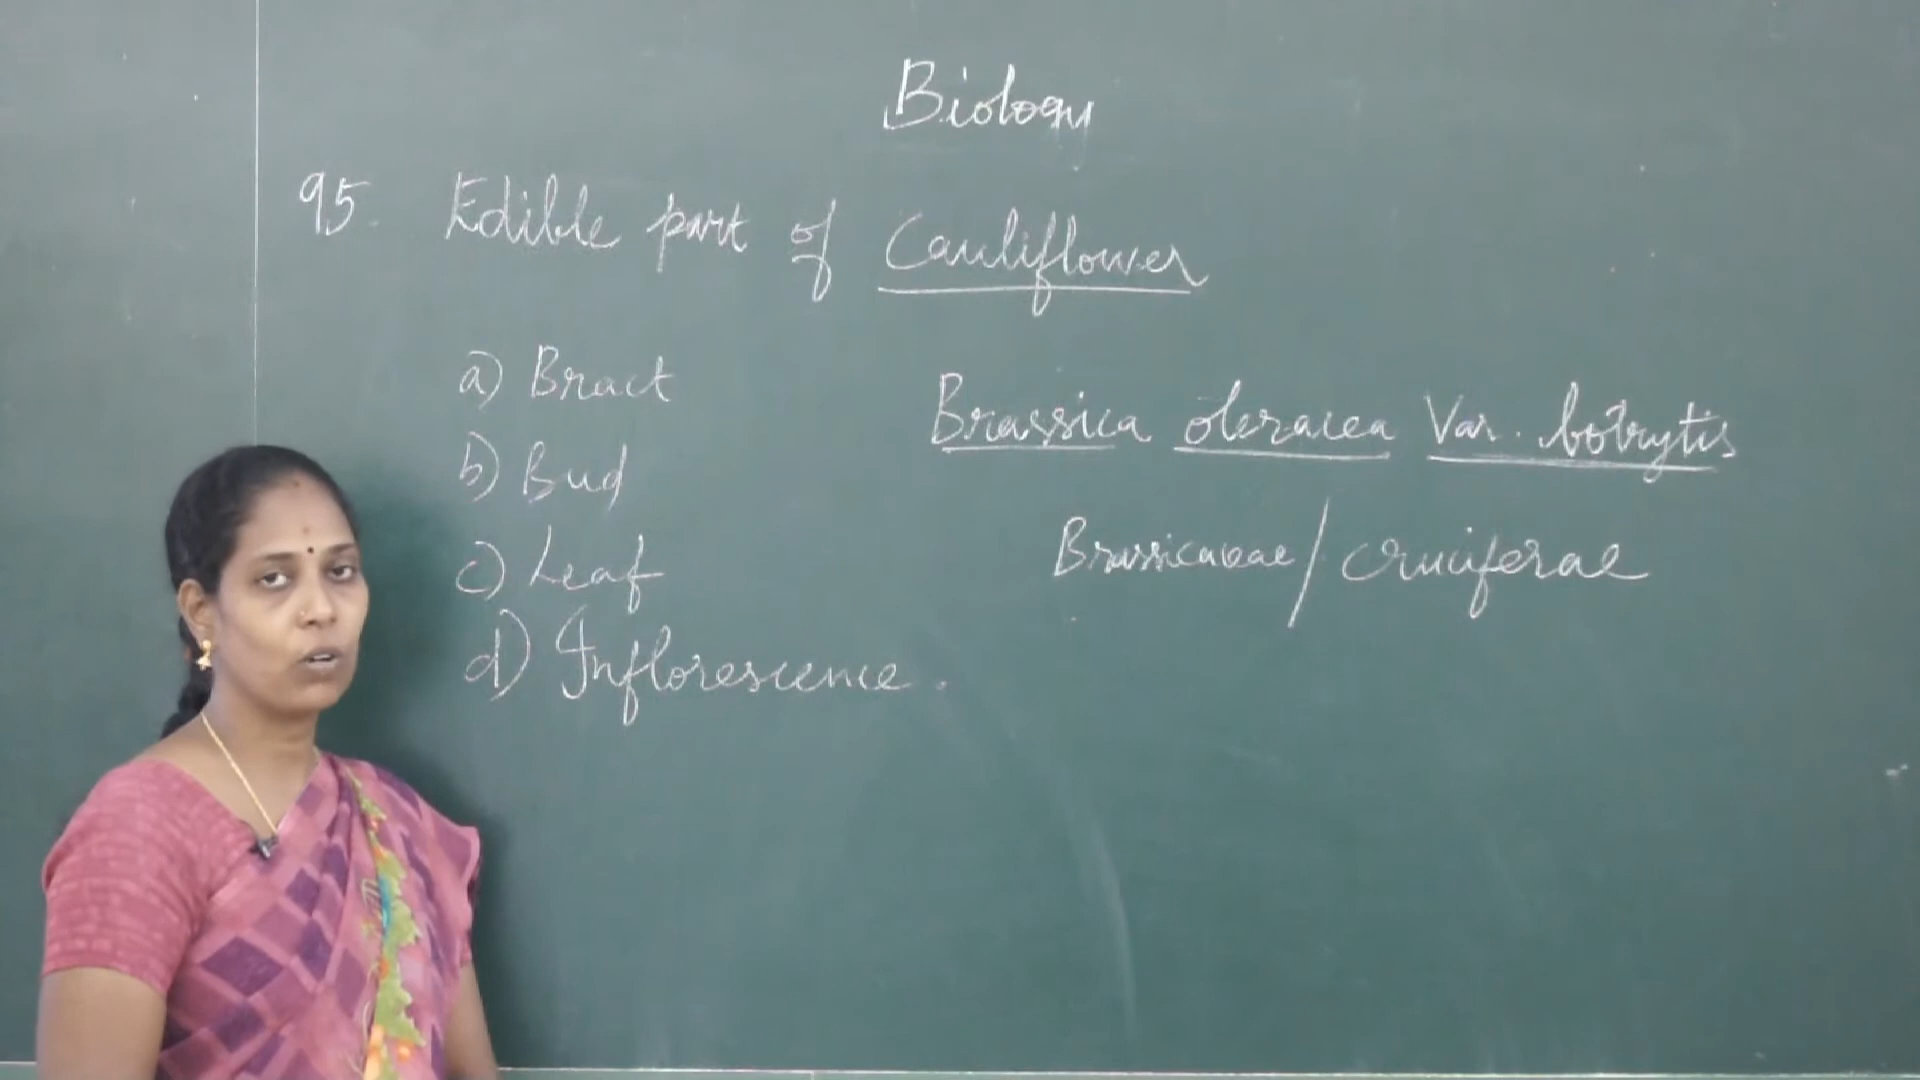 Biology
95. Edible part of Cauliflower
a) Bract
b) Bud
c) Leaf
d) Inflorescence.
Brassica oleracea Var. botrytis
Brassicaceae / cruciferae